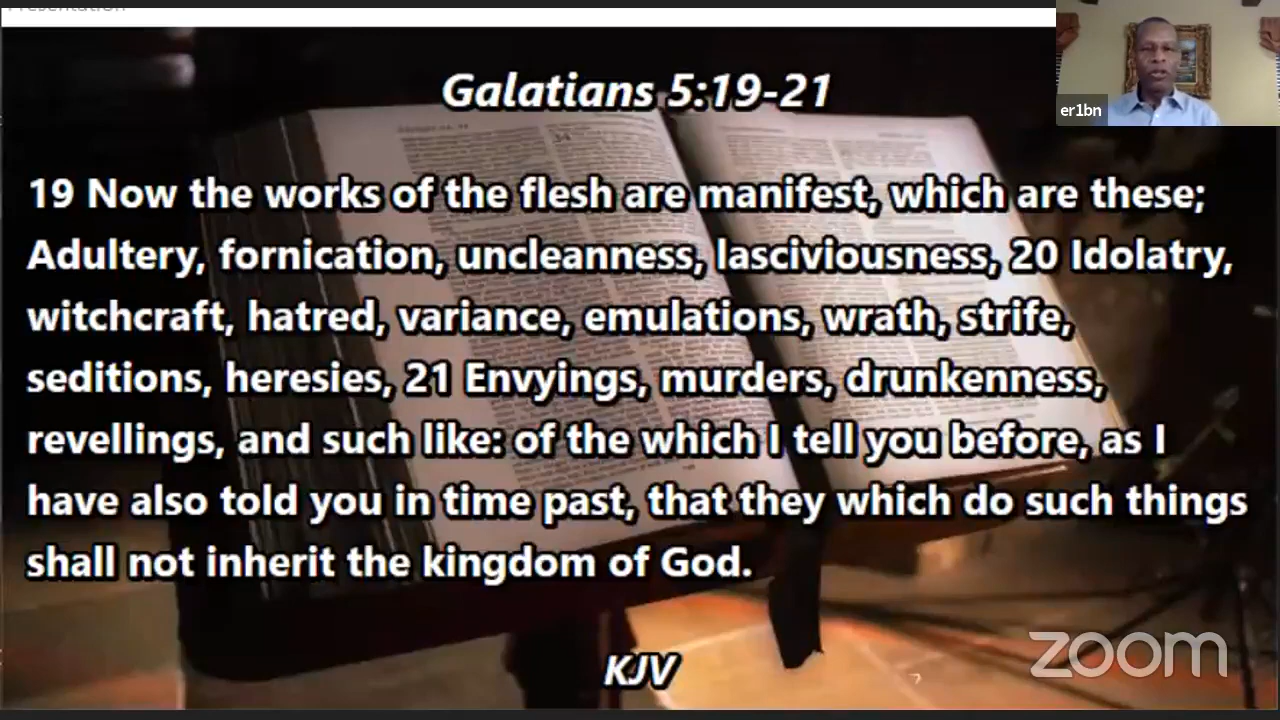 Presentation
Galatians 5:19-21
er1bn
19 Now the works of the flesh are manifest, which are these;
Adultery, fornication, uncleanness, lasciviousness, 20 Idolatry,
witchcraft, hatred, variance, emulations, wrath, strife,
seditions, heresies, 21 Envyings, murders, drunkenness,
revellings, and such like: of the which I tell you before, as I
have also told you in time past, that they which do such things
shall not inherit the kingdom of God.
KJV
zoom